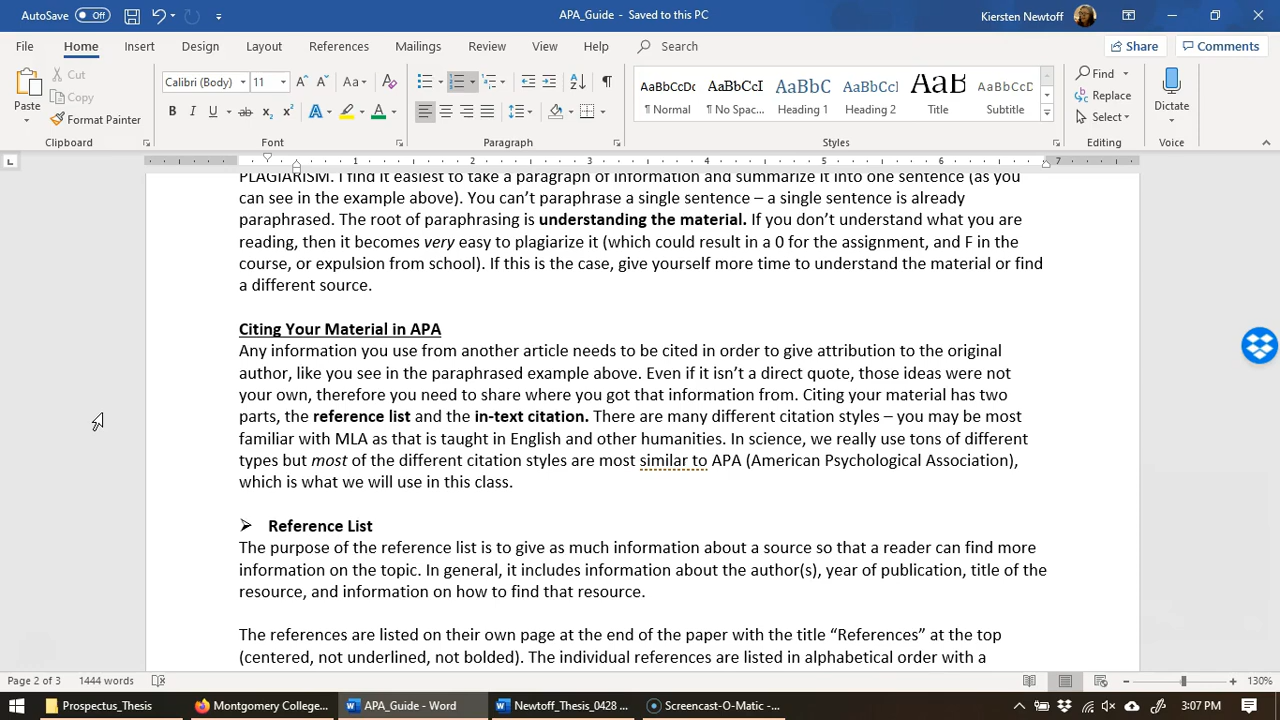 AutoSave Off APA_Guide - Saved to this PC Kiersten Newtoff
File Home Insert Design Layout References Mailings Review View Help Search Share Comments
Paste Cut Copy Format Painter
Calibri (Body) 11
AaBbCcDc AaBbCcI AaBbC AaBbCcI AaB AaBbCcD
¶ Normal ¶ No Spac... Heading 1 Heading 2 Title Subtitle
Find Replace Select Dictate
Clipboard Font Paragraph Styles Editing Voice
1 2 3 4 5 6 7
PLAGIARISM. I find it easiest to take a paragraph of information and summarize it into one sentence (as you
can see in the example above). You can’t paraphrase a single sentence – a single sentence is already
paraphrased. The root of paraphrasing is understanding the material. If you don’t understand what you are
reading, then it becomes very easy to plagiarize it (which could result in a 0 for the assignment, and F in the
course, or expulsion from school). If this is the case, give yourself more time to understand the material or find
a different source.
Citing Your Material in APA
Any information you use from another article needs to be cited in order to give attribution to the original
author, like you see in the paraphrased example above. Even if it isn’t a direct quote, those ideas were not
your own, therefore you need to share where you got that information from. Citing your material has two
parts, the reference list and the in-text citation. There are many different citation styles – you may be most
familiar with MLA as that is taught in English and other humanities. In science, we really use tons of different
types but most of the different citation styles are most similar to APA (American Psychological Association),
which is what we will use in this class.
➢ Reference List
The purpose of the reference list is to give as much information about a source so that a reader can find more
information on the topic. In general, it includes information about the author(s), year of publication, title of the
resource, and information on how to find that resource.
The references are listed on their own page at the end of the paper with the title “References” at the top
(centered, not underlined, not bolded). The individual references are listed in alphabetical order with a
Page 2 of 3 1444 words 130%
Prospectus_Thesis Montgomery College... APA_Guide - Word Newtoff_Thesis_0428 ... Screencast-O-Matic -... 3:07 PM